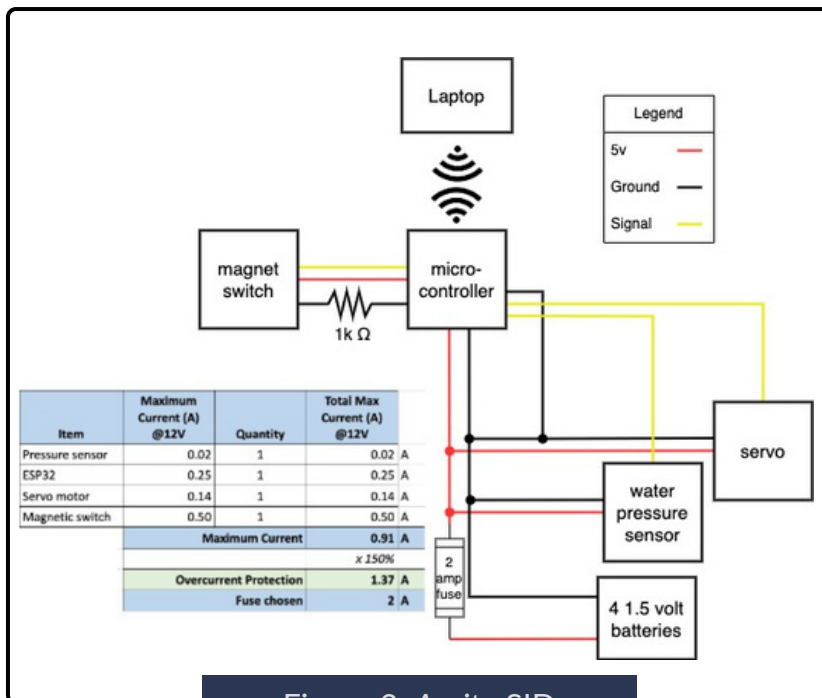 Laptop
Legend
5v
Ground
Signal
magnet
switch
micro-
controller
1k Ω
Item
Maximum
Current (A)
@12V
Quantity
Total Max
Current (A)
@12V
Pressure sensor 0.02 1 0.02 A
ESP32 0.25 1 0.25 A
Servo motor 0.14 1 0.14 A
Magnetic switch 0.50 1 0.50 A
Maximum Current 0.91 A
x 150%
Overcurrent Protection 1.37 A
Fuse chosen 2 A
servo
water
pressure
sensor
2
amp
fuse
4 1.5 volt
batteries